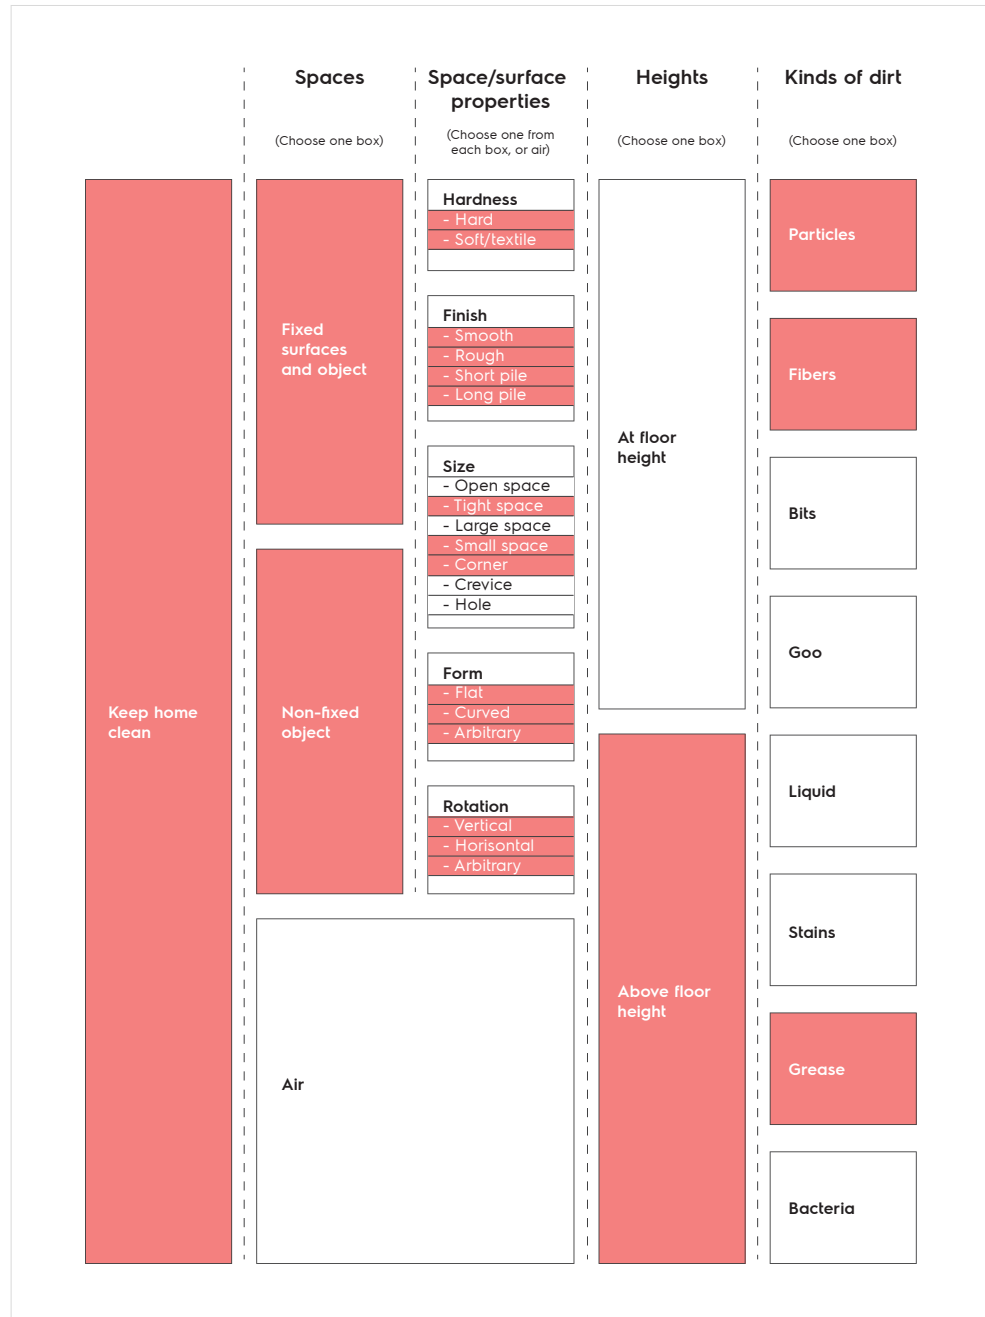 Spaces
(Choose one box)
Space/surface
properties
(Choose one from
each box, or air)
Heights
(Choose one box)
Kinds of dirt
(Choose one box)
Keep home
clean
Fixed
surfaces
and object
Non-fixed
object
Hardness
- Hard
- Soft/textile
Finish
- Smooth
- Rough
- Short pile
- Long pile
Size
- Open space
- Tight space
- Large space
- Small space
- Corner
- Crevice
- Hole
Form
- Flat
- Curved
- Arbitrary
Rotation
- Vertical
- Horisontal
- Arbitrary
Air
At floor
height
Above floor
height
Particles
Fibers
Bits
Goo
Liquid
Stains
Grease
Bacteria